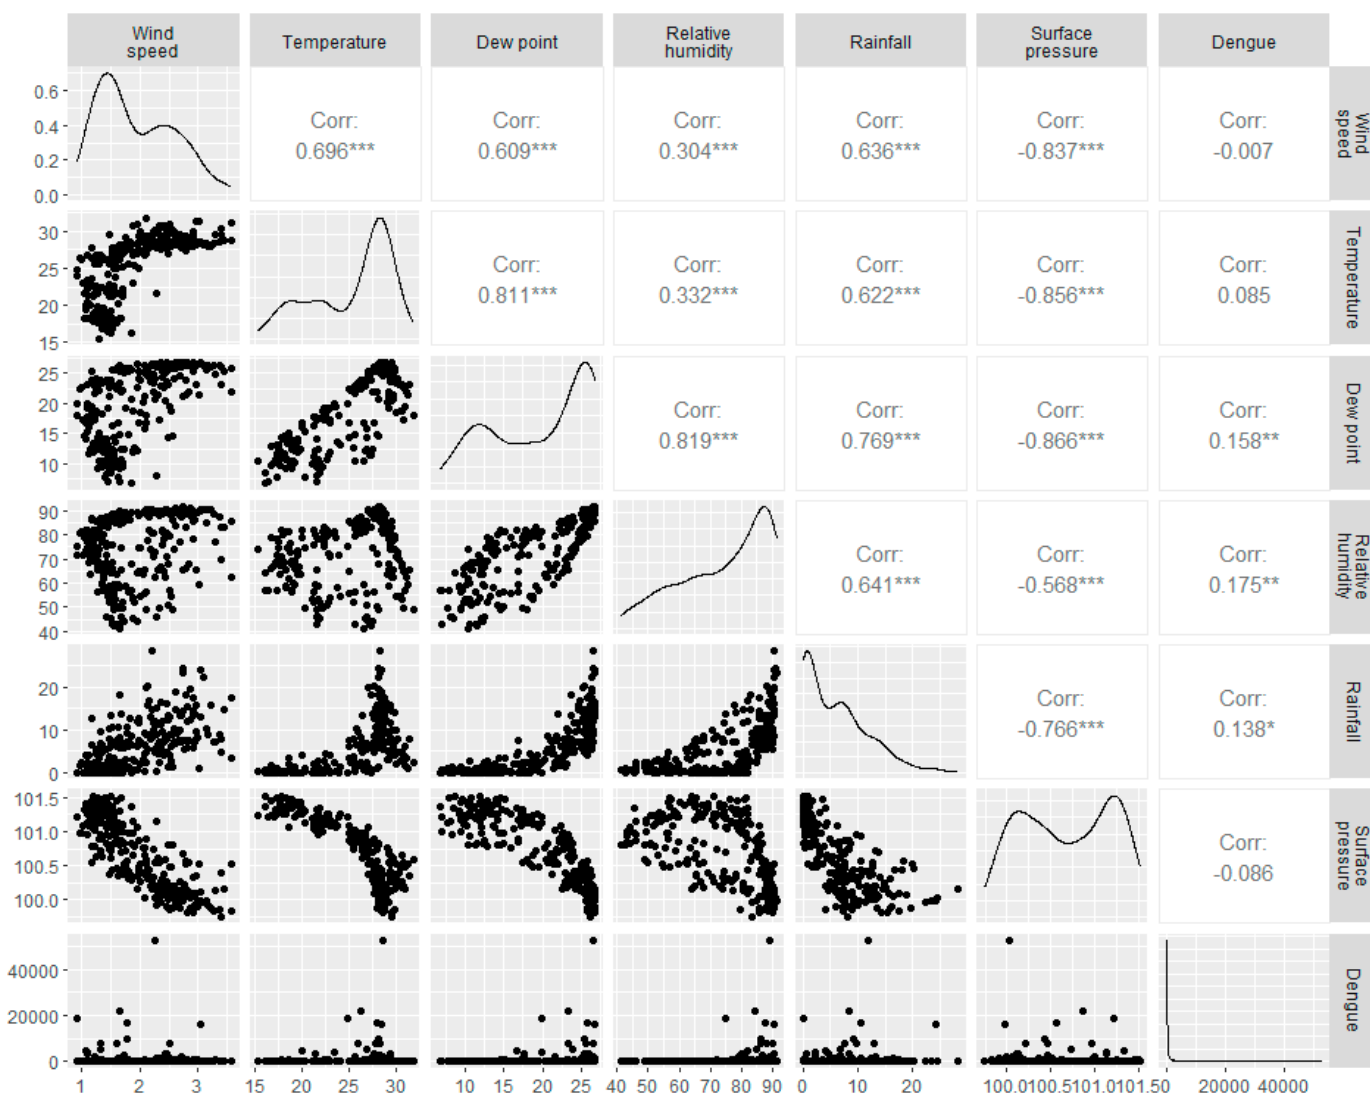 Wind
speed
Temperature
Dew point
Relative
humidity
Rainfall
Surface
pressure
Dengue
0.6
0.4
0.2
0.0
Corr:
0.696***
Corr:
0.609***
Corr:
0.304***
Corr:
0.636***
Corr:
-0.837***
Corr:
-0.007
Wind
speed
30
25
20
15
Corr:
0.811***
Corr:
0.332***
Corr:
0.622***
Corr:
-0.856***
Corr:
0.085
Temperature
25
20
15
10
Corr:
0.819***
Corr:
0.769***
Corr:
-0.866***
Corr:
0.158**
Dew point
90
80
70
60
50
40
Corr:
0.641***
Corr:
-0.568***
Corr:
0.175**
Relative
humidity
20
10
0
Corr:
-0.766***
Corr:
0.138*
Rainfall
101.5
101.0
100.5
100.0
Corr:
-0.086
Surface
pressure
40000
20000
0
Dengue
1 2 3
15 20 25 30
10 15 20 25
40 50 60 70 80 90
0 10 20
100.0100.5101.0101.5
0 20000 40000